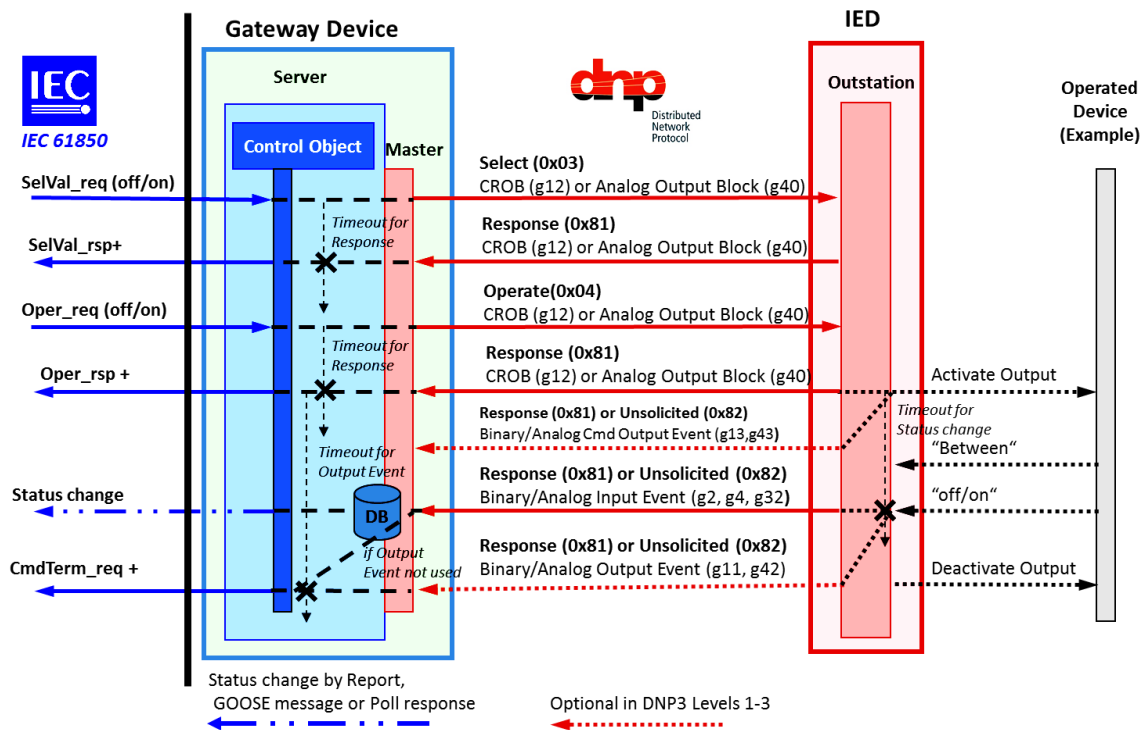 Gateway Device
IED
IEC
IEC 61850
Server
dnp
Distributed
Network
Protocol
Outstation
Operated
Device
(Example)
Control Object
Master
SelVal_req (off/on)
Select (0x03)
CROB (g12) or Analog Output Block (g40)
Timeout for
Response
SelVal_rsp+
Response (0x81)
CROB (g12) or Analog Output Block (g40)
Oper_req (off/on)
Operate(0x04)
CROB (g12) or Analog Output Block (g40)
Timeout for
Response
Oper_rsp +
Response (0x81)
CROB (g12) or Analog Output Block (g40)
Activate Output
Timeout for
Status change
Response (0x81) or Unsolicited (0x82)
Binary/Analog Cmd Output Event (g13,g43)
“Between“
Timeout for
Output Event
Status change
DB
Response (0x81) or Unsolicited (0x82)
Binary/Analog Input Event (g2, g4, g32)
“off/on“
if Output
Event not used
CmdTerm_req +
Response (0x81) or Unsolicited (0x82)
Binary/Analog Output Event (g11, g42)
Deactivate Output
Status change by Report,
GOOSE message or Poll response
Optional in DNP3 Levels 1-3